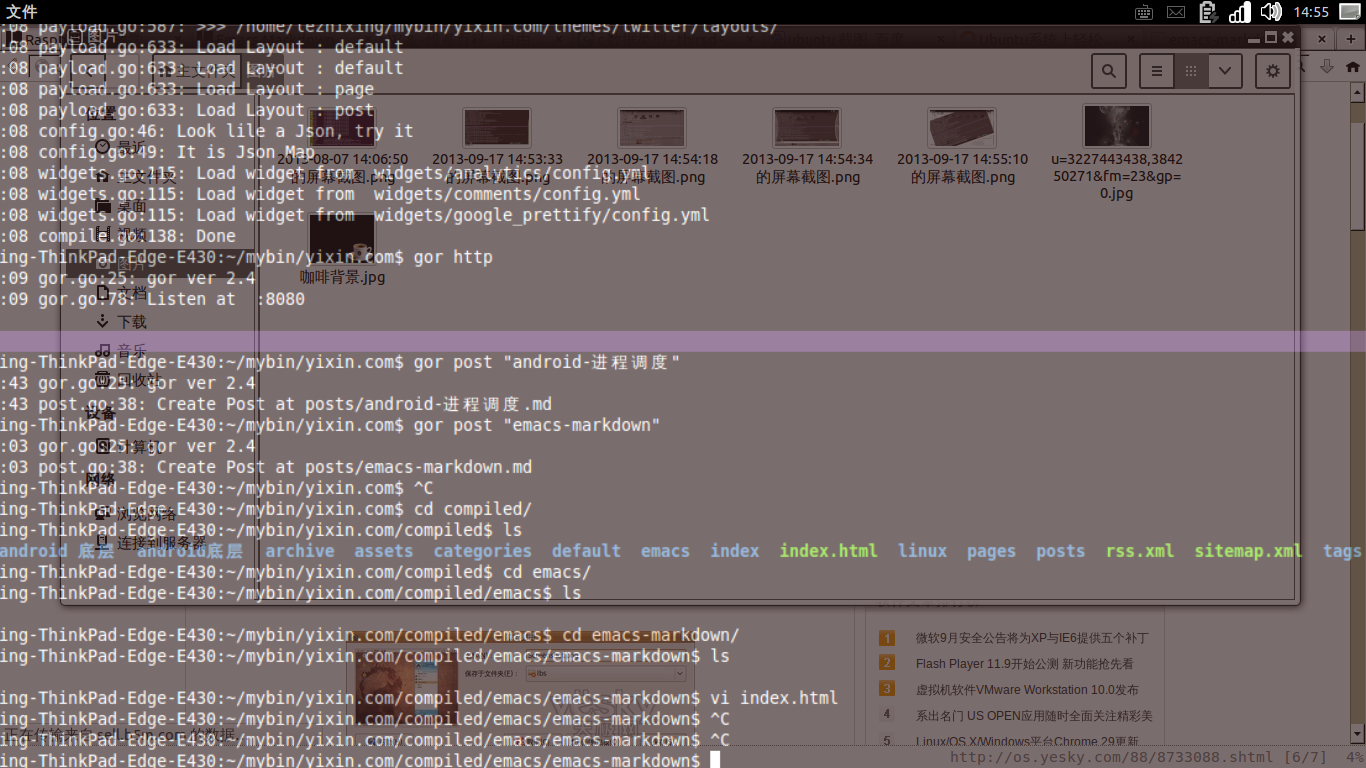 文件
14:55
:08 payload.go:587: >>> /home/lezhixing/mybin/yixin.com/themes/twitter/layouts/
:08 payload.go:633: Load Layout : default
:08 payload.go:633: Load Layout : default
:08 payload.go:633: Load Layout : page
:08 payload.go:633: Load Layout : post
:08 config.go:46: Look lile a Json, try it
:08 config.go:49: It is Json Map
:08 widgets.go:115: Load widget from  widgets/analytics/config.yml
:08 widgets.go:115: Load widget from  widgets/comments/config.yml
:08 widgets.go:115: Load widget from  widgets/google_prettify/config.yml
:08 compile.go:138: Done
ing-ThinkPad-Edge-E430:~/mybin/yixin.com$ gor http
:09 gor.go:25: gor ver 2.4
:09 gor.go:78: Listen at  :8080
ing-ThinkPad-Edge-E430:~/mybin/yixin.com$ gor post "android-进程调度"
:43 gor.go:25: gor ver 2.4
:43 post.go:38: Create Post at posts/android-进程调度.md
ing-ThinkPad-Edge-E430:~/mybin/yixin.com$ gor post "emacs-markdown"
:03 gor.go:25: gor ver 2.4
:03 post.go:38: Create Post at posts/emacs-markdown.md
ing-ThinkPad-Edge-E430:~/mybin/yixin.com$ ^C
ing-ThinkPad-Edge-E430:~/mybin/yixin.com$ cd compiled/
ing-ThinkPad-Edge-E430:~/mybin/yixin.com/compiled$ ls
android 底层  android底层  archive  assets  categories  default  emacs  index  index.html  linux  pages  posts  rss.xml  sitemap.xml  tags
ing-ThinkPad-Edge-E430:~/mybin/yixin.com/compiled$ cd emacs/
ing-ThinkPad-Edge-E430:~/mybin/yixin.com/compiled/emacs$ ls
ing-ThinkPad-Edge-E430:~/mybin/yixin.com/compiled/emacs$ cd emacs-markdown/
ing-ThinkPad-Edge-E430:~/mybin/yixin.com/compiled/emacs/emacs-markdown$ ls
ing-ThinkPad-Edge-E430:~/mybin/yixin.com/compiled/emacs/emacs-markdown$ vi index.html
ing-ThinkPad-Edge-E430:~/mybin/yixin.com/compiled/emacs/emacs-markdown$ ^C
ing-ThinkPad-Edge-E430:~/mybin/yixin.com/compiled/emacs/emacs-markdown$ ^C
ing-ThinkPad-Edge-E430:~/mybin/yixin.com/compiled/emacs/emacs-markdown$
图片
主文件夹 图片
位置
最近
主文件夹
桌面
视频
图片
文档
下载
音乐
回收站
设备
计算机
网络
浏览网络
连接到服务器
2013-08-07 14:06:50
的屏幕截图.png
2013-09-17 14:53:33
的屏幕截图.png
2013-09-17 14:54:18
的屏幕截图.png
2013-09-17 14:54:34
的屏幕截图.png
2013-09-17 14:55:10
的屏幕截图.png
u=3227443438,3842
50271&fm=23&gp=
0.jpg
咖啡背景.jpg
保存于文件夹(F):
1 微软9月安全公告将为XP与IE6提供五个补丁
2 Flash Player 11.9开始公测 新功能抢先看
3 虚拟机软件VMware Workstation 10.0发布
4 系出名门 US OPEN应用随时全面关注精彩美
5 Linux/OS X/Windows平台Chrome 29更新
http://os.yesky.com/88/8733088.shtml [6/7]  4%